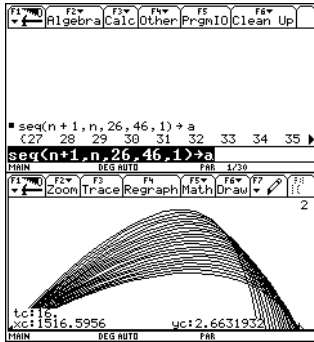 F1 F2 F3 F4 F5 F6
Algebra Calc Other PrgmIO Clean Up
seq(n + 1, n, 26, 46, 1) → a
{27 28 29 30 31 32 33 34 35
seq(n+1,n,26,46,1)→a
MAIN DEG AUTO PAR 1/30
F1 F2 F3 F4 F5 F6 F7
Zoom Trace Regraph Math Draw
2
tc:16.
xc:1516.5956 yc:2.6631932
MAIN DEG AUTO PAR